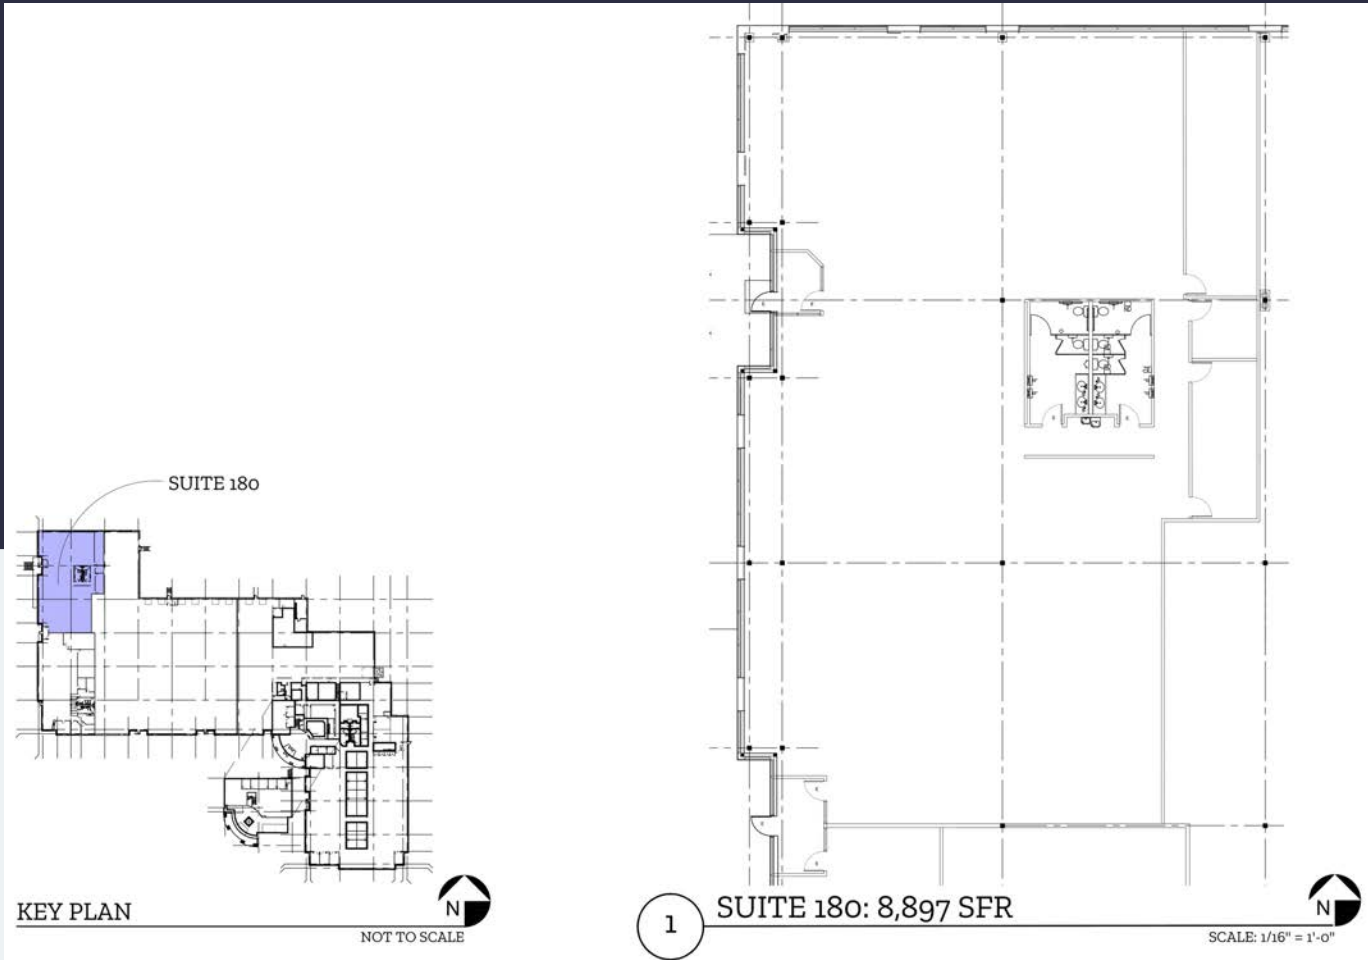 SUITE 180
KEY PLAN
N
NOT TO SCALE
1
SUITE 180: 8,897 SFR
N
SCALE: 1/16" = 1'-0"